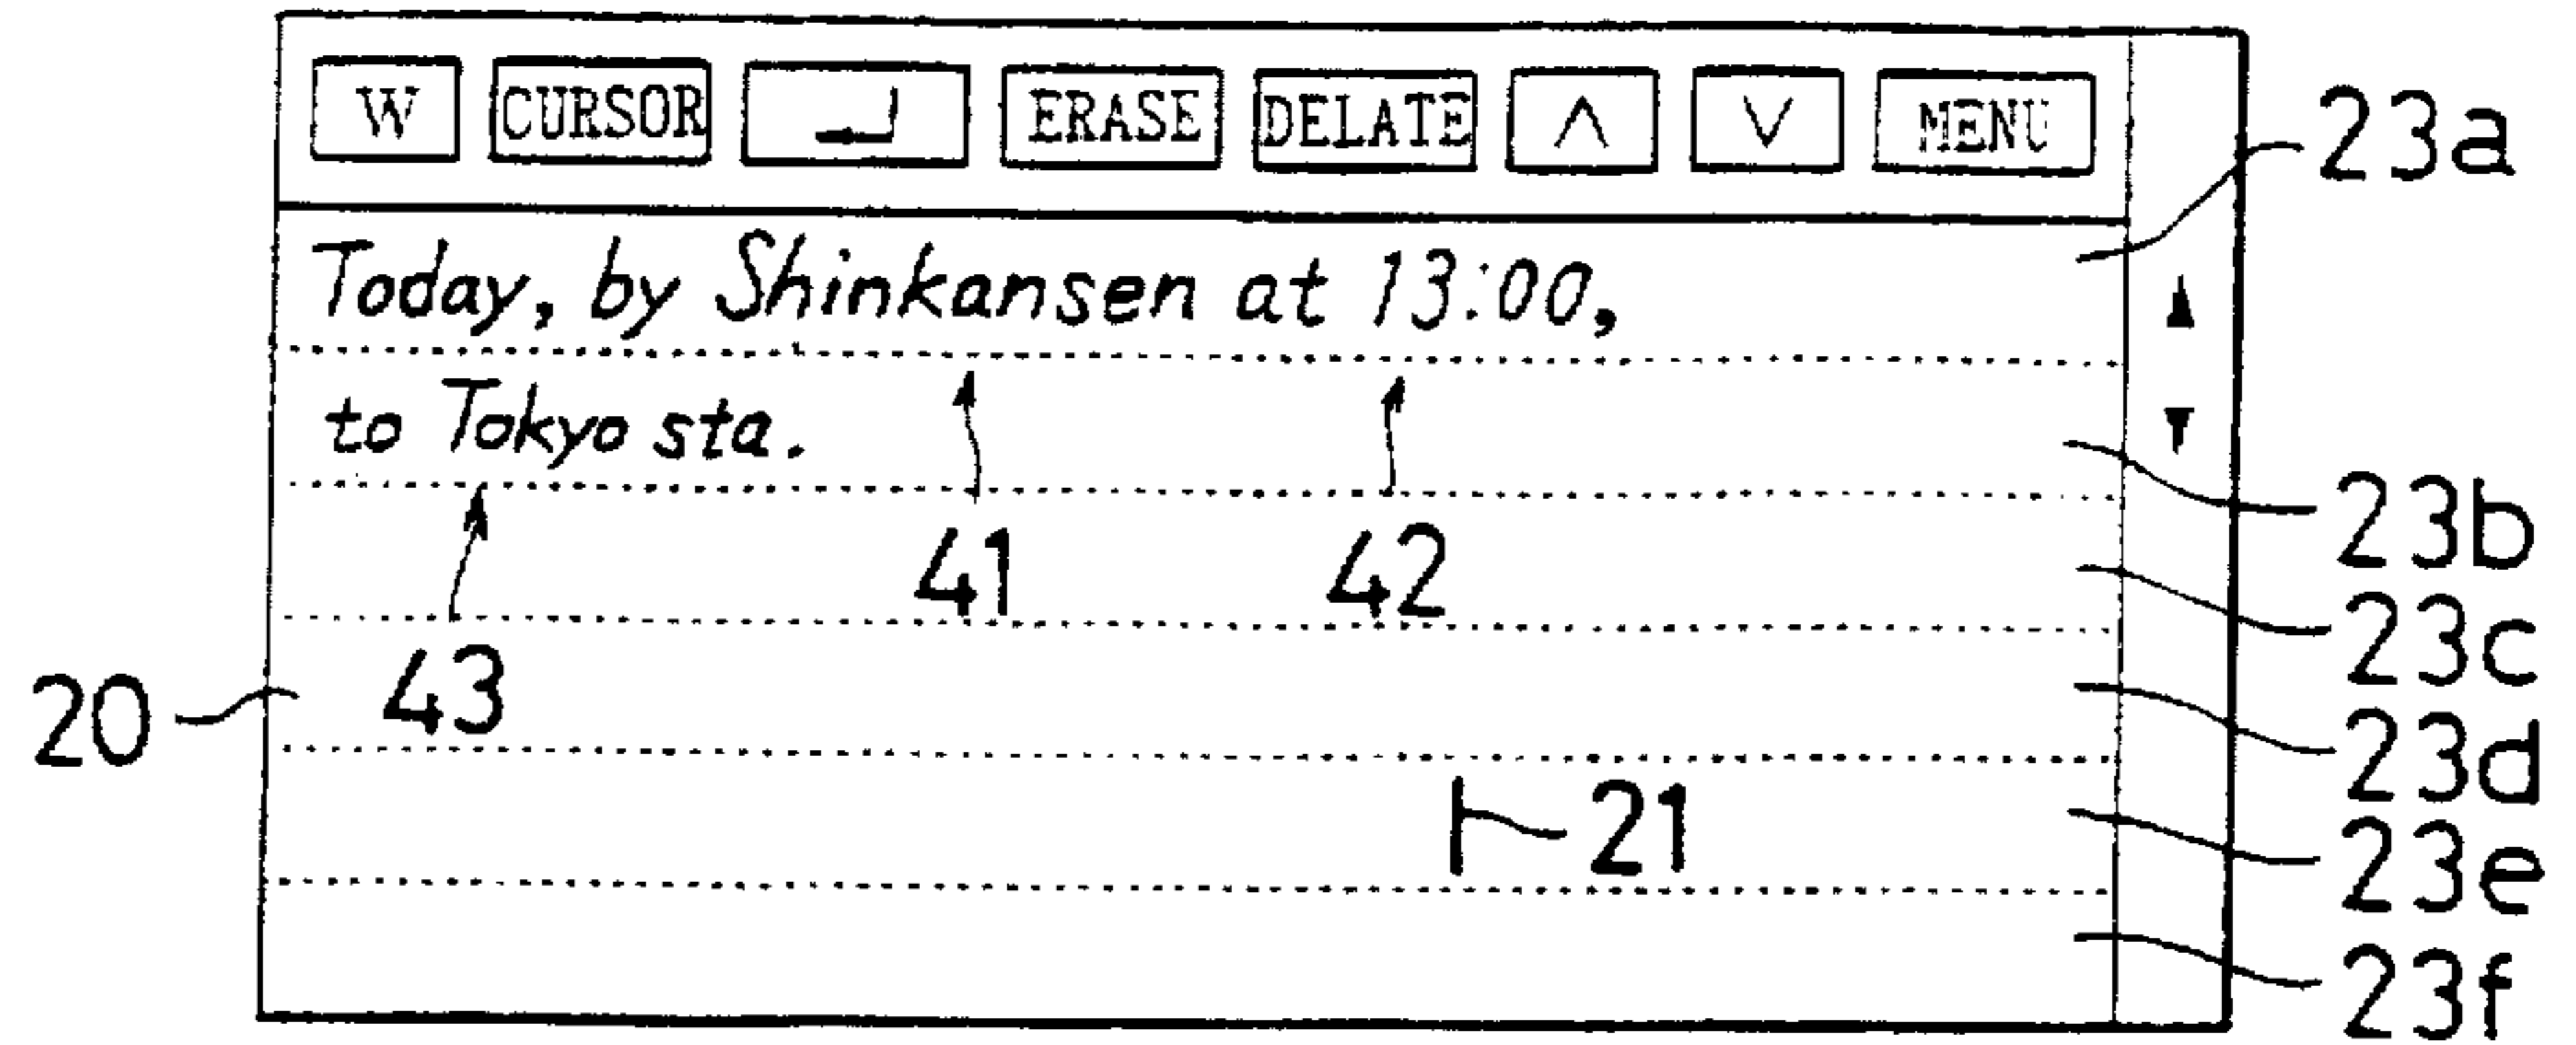 W CURSOR ↵ ERASE DELATE ∧ ∨ MENU
23a
Today, by Shinkansen at 13:00,
▲
to Tokyo sta.
▼
23b
41 42
23c
43
20
23d
21
23e
23f